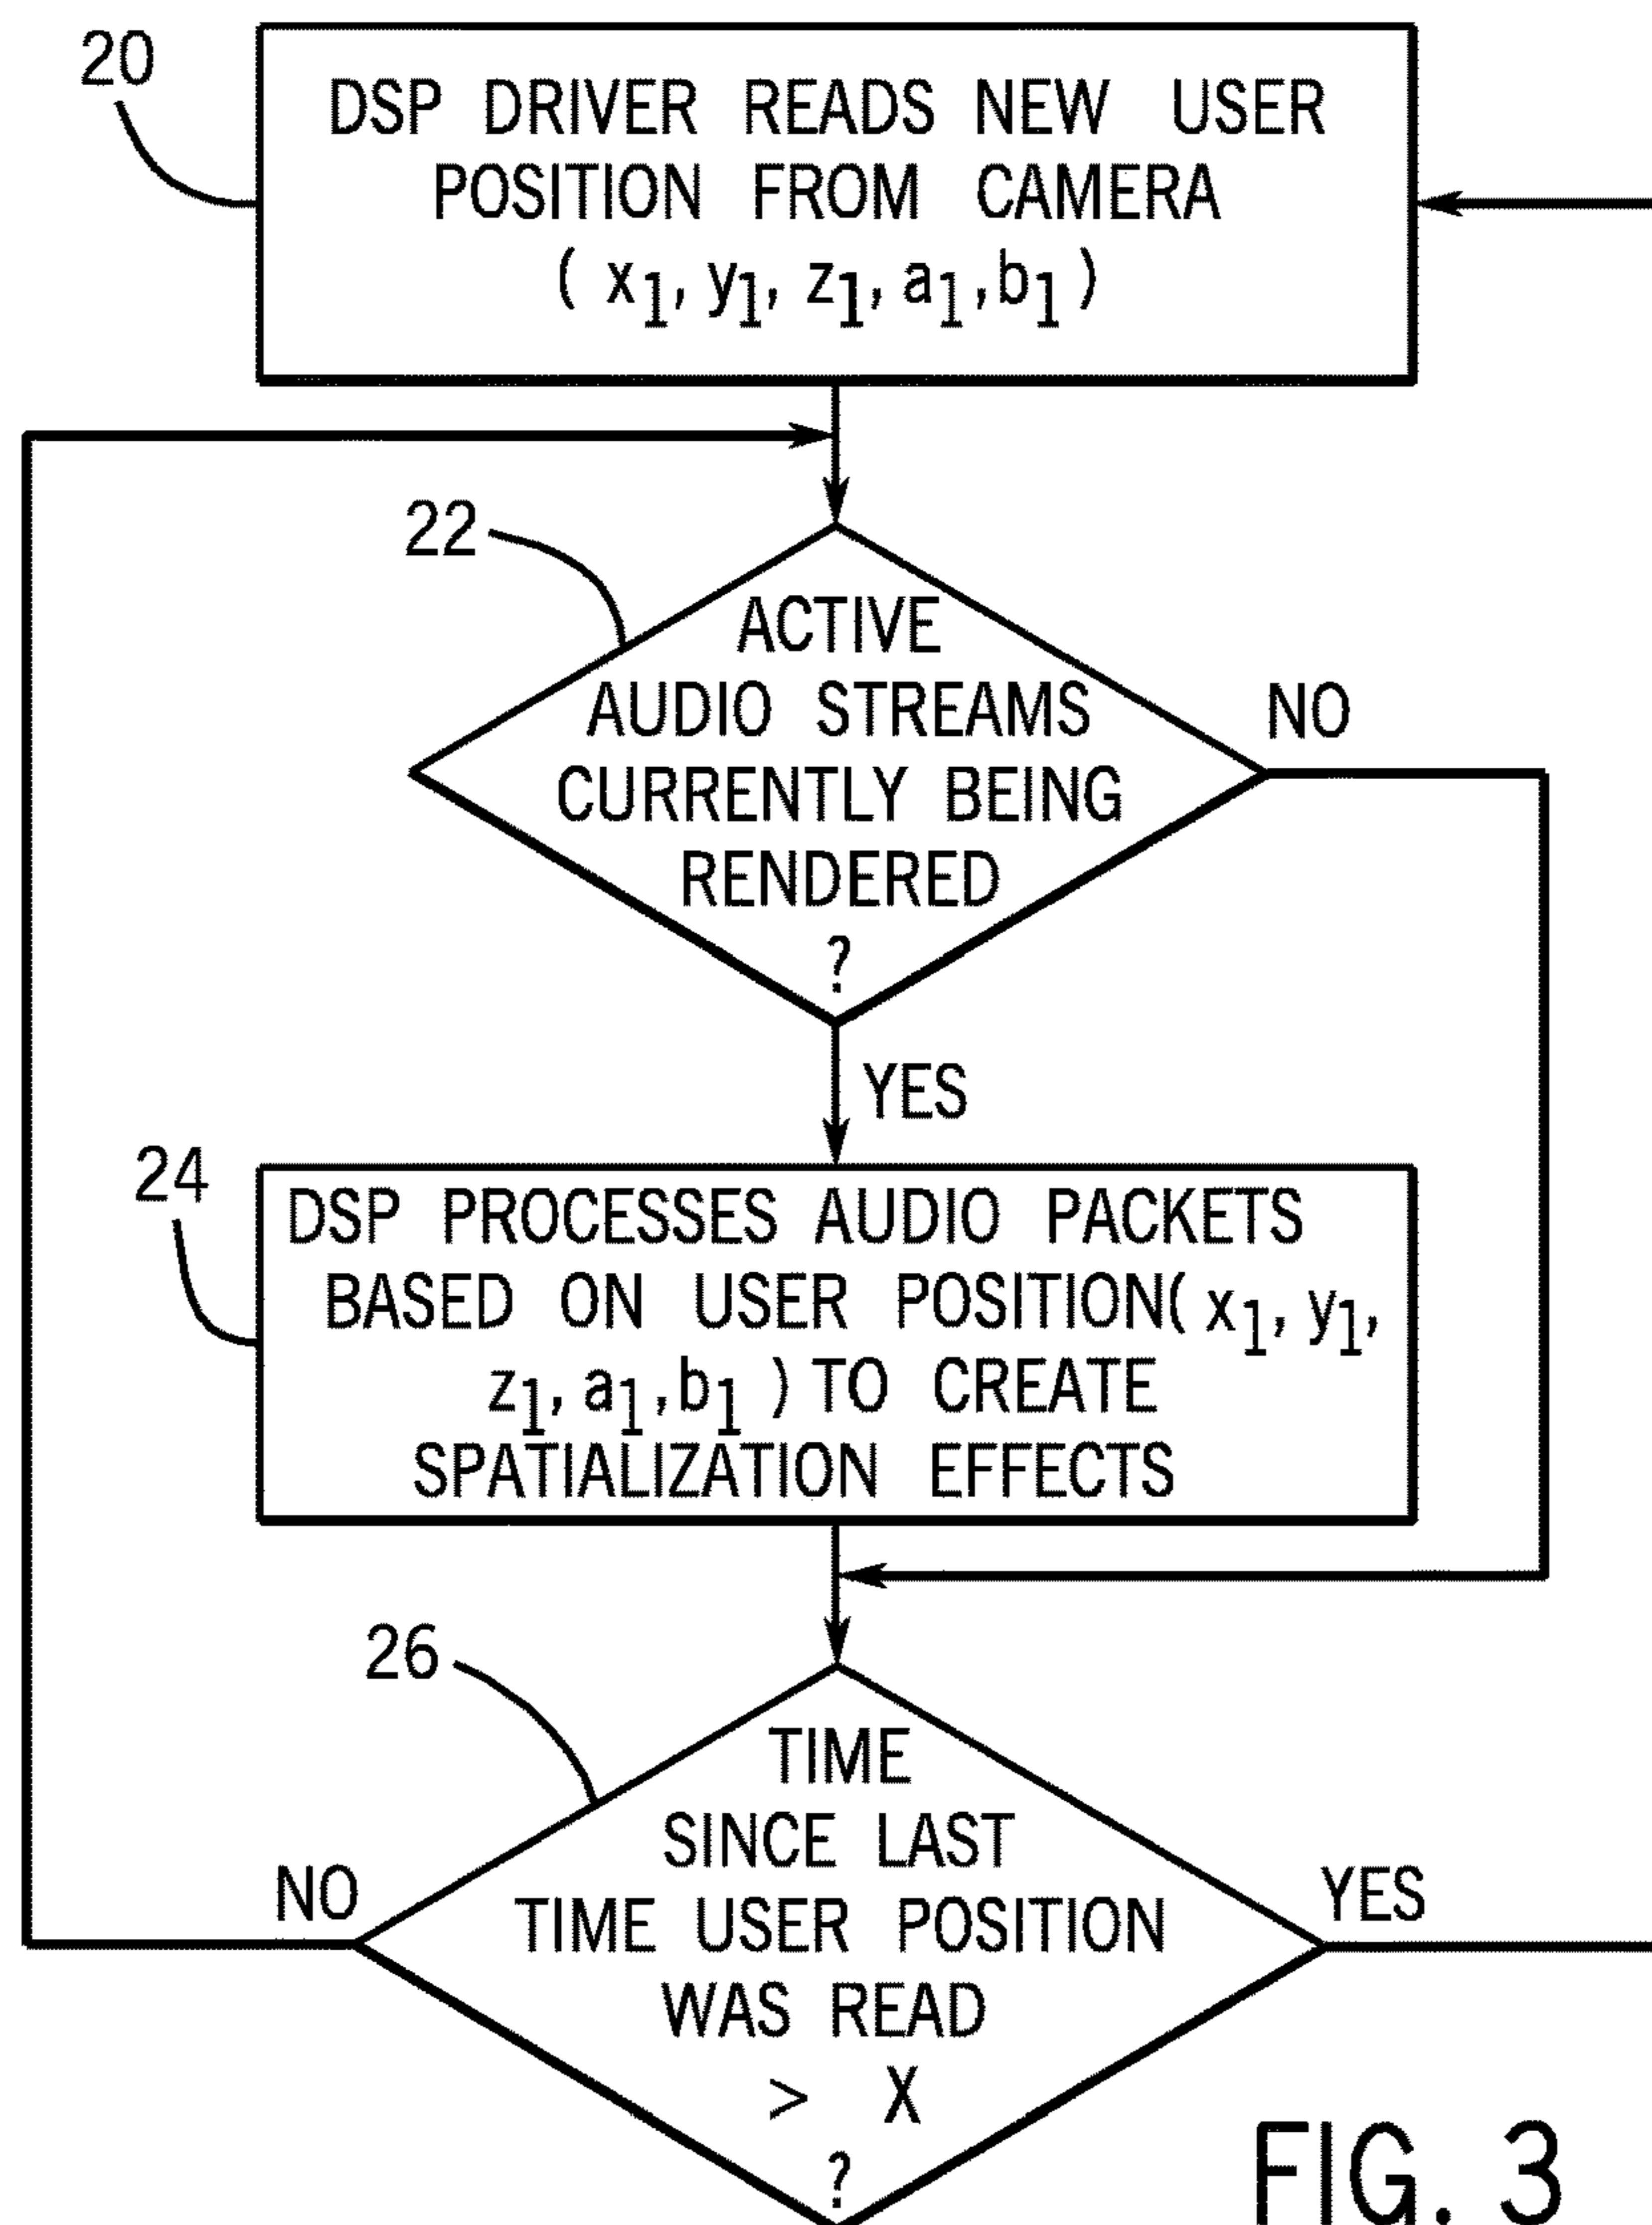 20
DSP DRIVER READS NEW USER
POSITION FROM CAMERA
( x₁, y₁, z₁, a₁, b₁ )
22
ACTIVE
AUDIO STREAMS
CURRENTLY BEING
RENDERED
?
NO
YES
24
DSP PROCESSES AUDIO PACKETS
BASED ON USER POSITION( x₁, y₁,
z₁, a₁, b₁ ) TO CREATE
SPATIALIZATION EFFECTS
26
TIME
SINCE LAST
TIME USER POSITION
WAS READ
> X
?
NO
YES
FIG. 3